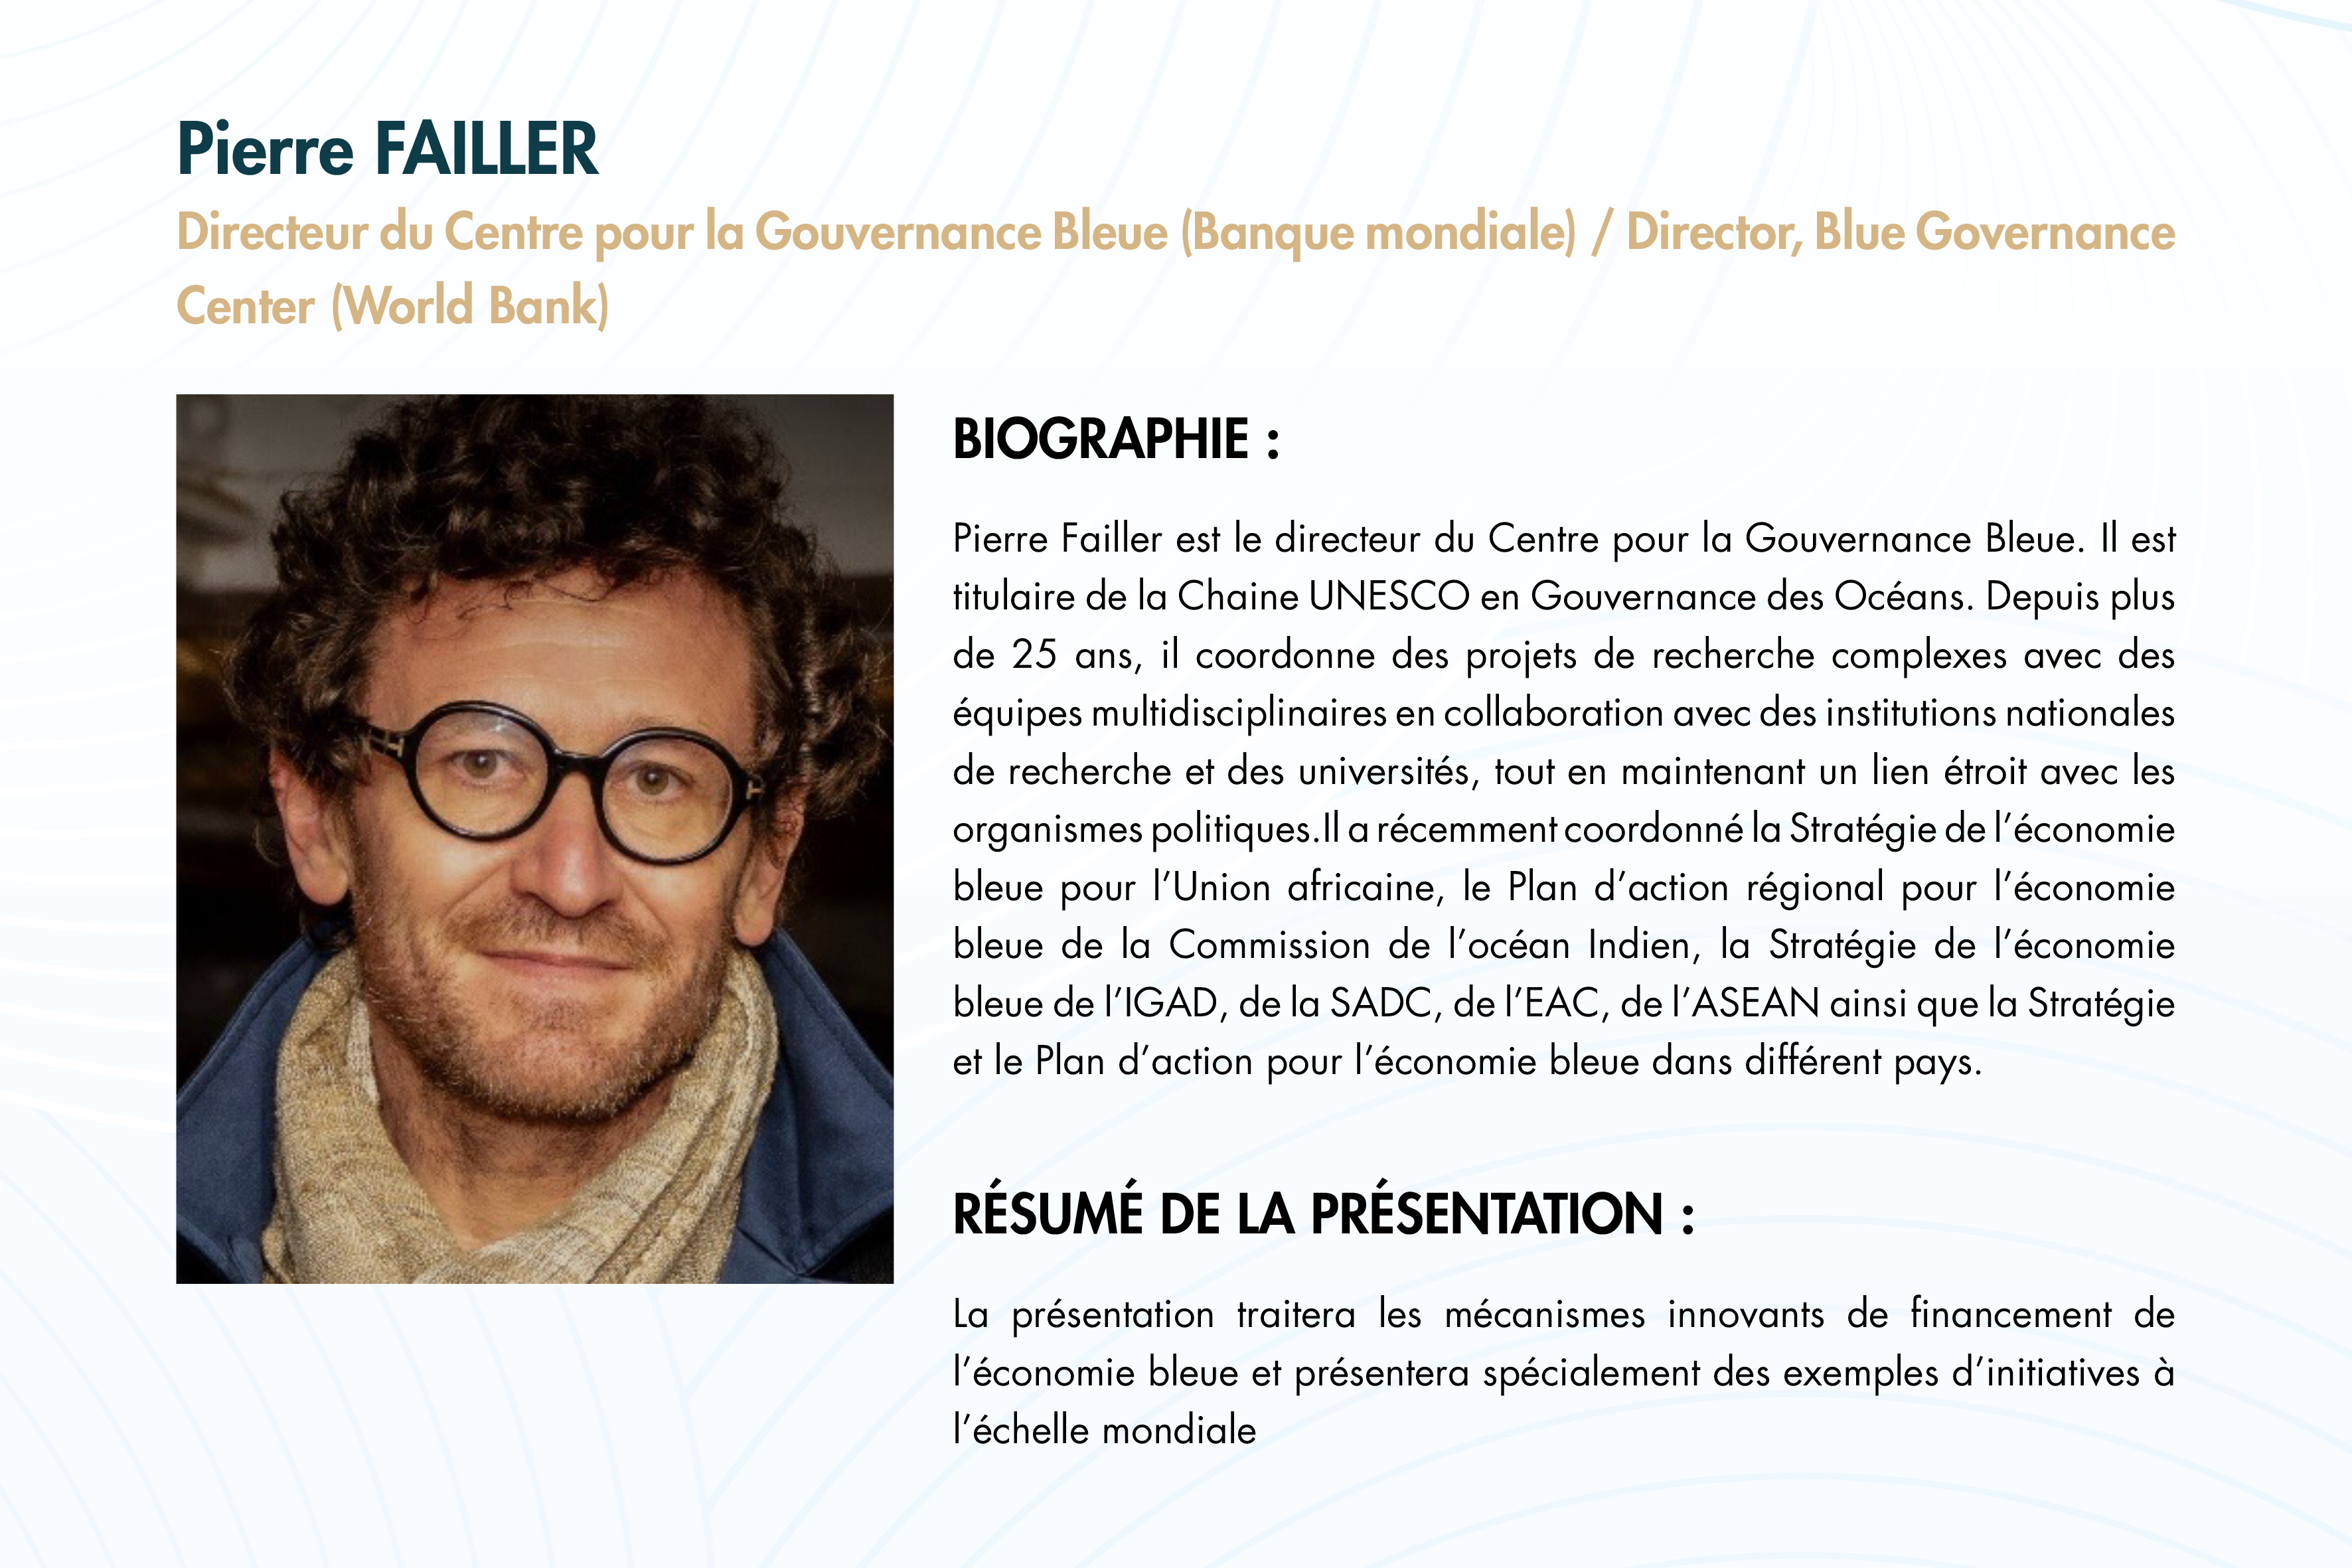 Pierre FAILLER
Directeur du Centre pour la Gouvernance Bleue (Banque mondiale) / Director, Blue Governance
Center (World Bank)
BIOGRAPHIE :
Pierre Failler est le directeur du Centre pour la Gouvernance Bleue. Il est
titulaire de la Chaine UNESCO en Gouvernance des Océans. Depuis plus
de 25 ans, il coordonne des projets de recherche complexes avec des
équipes multidisciplinaires en collaboration avec des institutions nationales
de recherche et des universités, tout en maintenant un lien étroit avec les
organismes politiques.Il a récemment coordonné la Stratégie de l’économie
bleue pour l’Union africaine, le Plan d’action régional pour l’économie
bleue de la Commission de l’océan Indien, la Stratégie de l’économie
bleue de l’IGAD, de la SADC, de l’EAC, de l’ASEAN ainsi que la Stratégie
et le Plan d’action pour l’économie bleue dans différent pays.
RÉSUMÉ DE LA PRÉSENTATION :
La présentation traitera les mécanismes innovants de financement de
l’économie bleue et présentera spécialement des exemples d’initiatives à
l’échelle mondiale